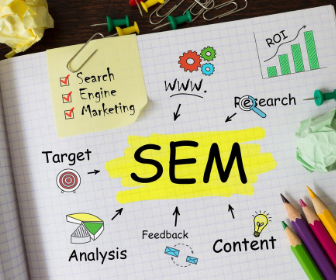 Search
Engine
Marketing
www.
ROI
Research
Target
SEM
Analysis
Feedback
Content